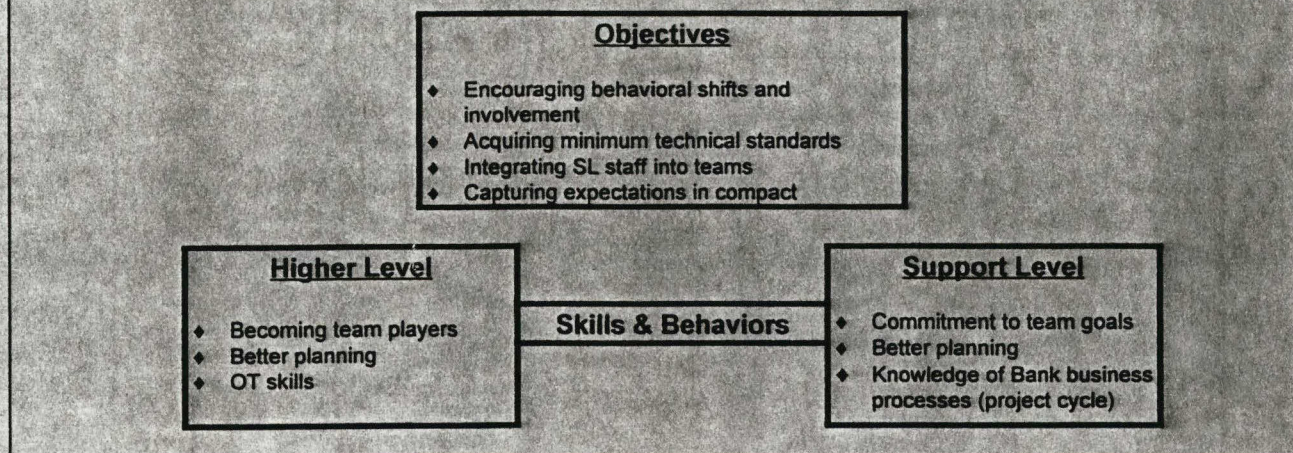 Objectives
♦ Encouraging behavioral shifts and
involvement
♦ Acquiring minimum technical standards
♦ Integrating SL staff into teams
♦ Capturing expectations in compact
Higher Level
♦ Becoming team players
♦ Better planning
♦ OT skills
Skills & Behaviors
Support Level
♦ Commitment to team goals
♦ Better planning
♦ Knowledge of Bank business
processes (project cycle)